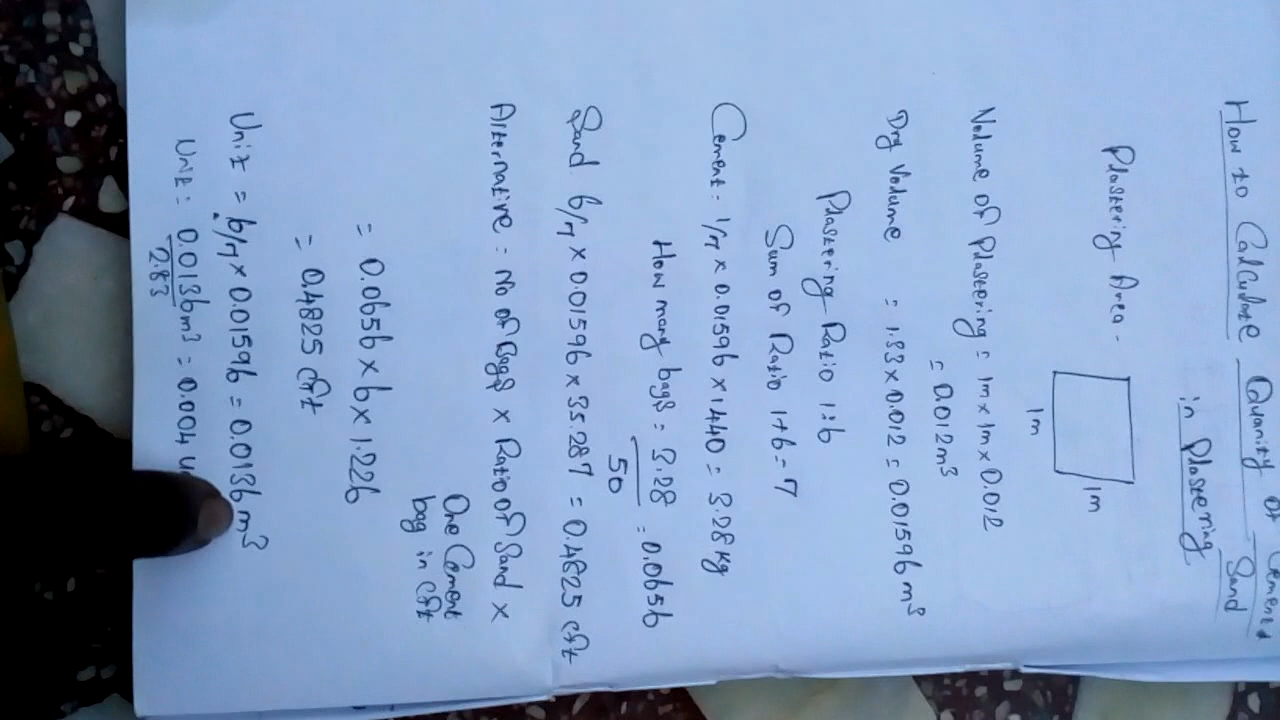 How to Calculate Quantity of Cement
Sand
in Plastering
Plastering Area -
1m
1m
Volume of Plastering = 1m x 1m x 0.012
= 0.012m³
Dry Volume = 1.33 x 0.012 = 0.01596 m³
Plastering Ratio 1:6
Sum of Ratio 1+6 = 7
Cement = 1/7 x 0.01596 x 1440 = 3.28 kg
How many bags = 3.28 = 0.0656
50
Sand 6/7 x 0.01596 x 35.287 = 0.4825 cft
Alternative = No of Bags x Ratio of Sand x
One Cement
bag in cft
= 0.0656 x 6 x 1.226
= 0.4825 cft
Unit = 6/7 x 0.01596 = 0.0136 m³
Unit = 0.0136m³ = 0.004
2.83